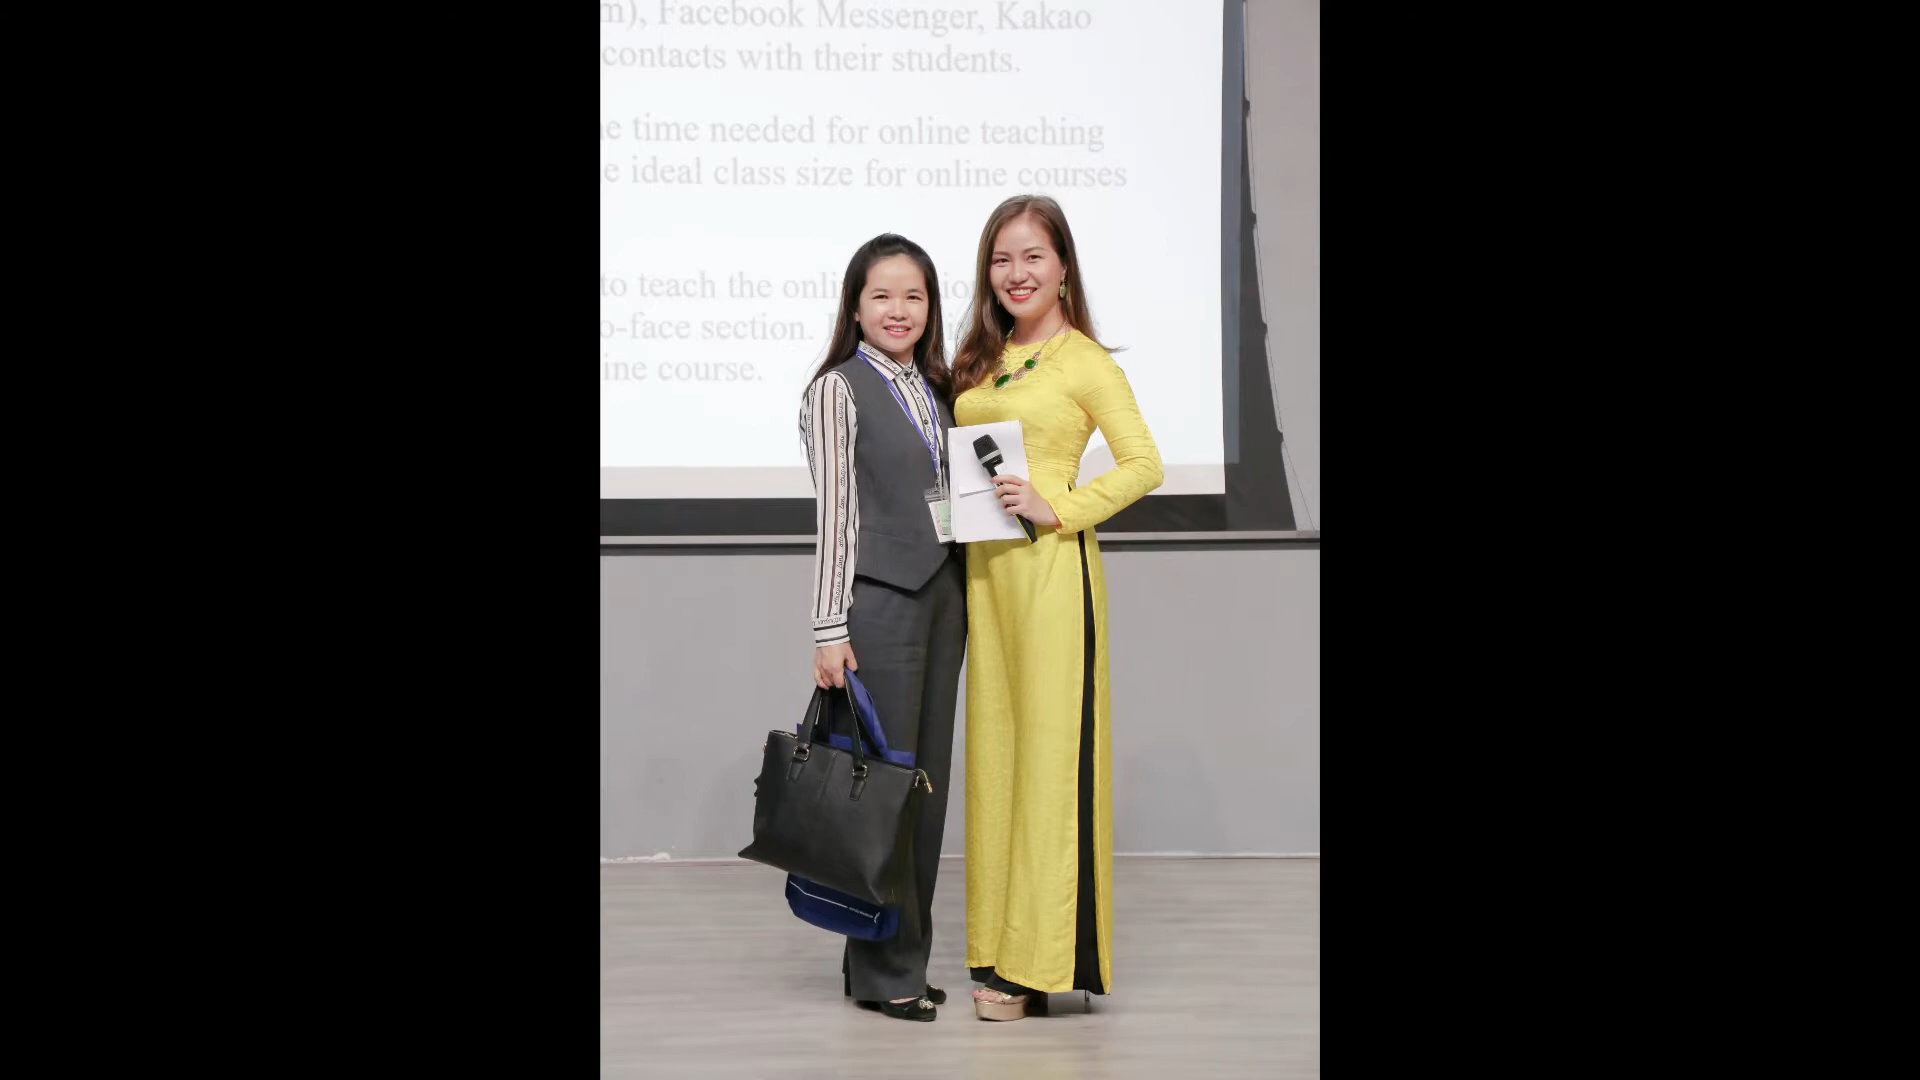 m), Facebook Messenger, Kakao
contacts with their students.
e time needed for online teaching
e ideal class size for online courses
to teach the onli
o-face section.
ine course.